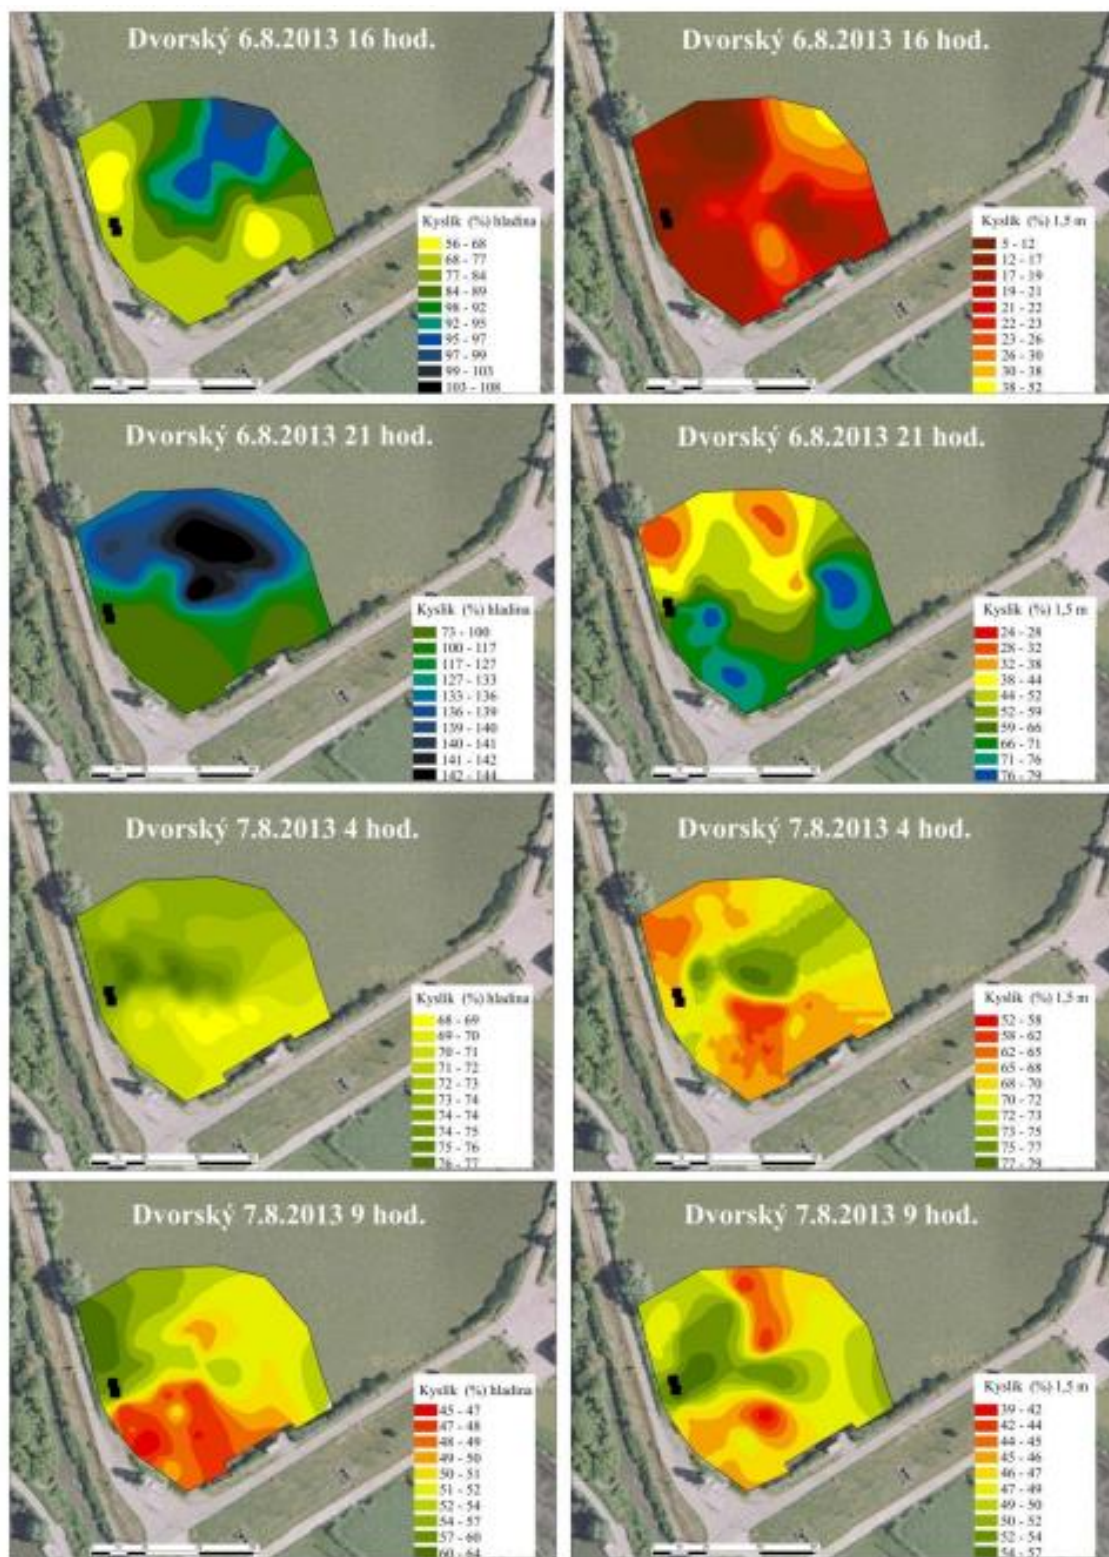 Dvorský 6.8.2013 16 hod.
Kyslík (%) hladina
56 - 68
68 - 77
77 - 84
84 - 89
98 - 92
92 - 95
95 - 97
97 - 99
99 - 103
103 - 108
Dvorský 6.8.2013 16 hod.
Kyslík (%) 1,5 m
5 - 12
12 - 17
17 - 19
19 - 21
21 - 22
22 - 23
23 - 26
26 - 30
30 - 38
38 - 52
Dvorský 6.8.2013 21 hod.
Kyslík (%) hladina
73 - 100
100 - 117
117 - 127
127 - 133
133 - 136
136 - 139
139 - 140
140 - 141
141 - 142
142 - 144
Dvorský 6.8.2013 21 hod.
Kyslík (%) 1,5 m
24 - 28
28 - 32
32 - 38
38 - 44
44 - 52
52 - 59
59 - 66
66 - 71
71 - 76
76 - 79
Dvorský 7.8.2013 4 hod.
Kyslík (%) hladina
68 - 69
69 - 70
70 - 71
71 - 72
72 - 73
73 - 74
74 - 74
74 - 75
75 - 76
76 - 77
Dvorský 7.8.2013 4 hod.
Kyslík (%) 1,5 m
52 - 58
58 - 62
62 - 65
65 - 68
68 - 70
70 - 72
72 - 73
73 - 75
75 - 77
77 - 79
Dvorský 7.8.2013 9 hod.
Kyslík (%) hladina
45 - 47
47 - 48
48 - 49
49 - 50
50 - 51
51 - 52
52 - 54
54 - 57
57 - 60
60 - 64
Dvorský 7.8.2013 9 hod.
Kyslík (%) 1,5 m
39 - 42
42 - 44
44 - 45
45 - 46
46 - 47
47 - 49
49 - 50
50 - 52
52 - 54
54 - 57